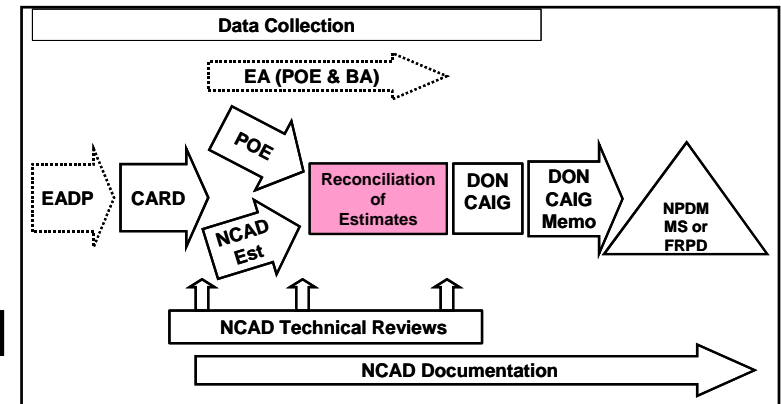 Data Collection
EA (POE & BA)
EADP
CARD
POE
NCAD
Est
Reconciliation
of
Estimates
DON
CAIG
DON
CAIG
Memo
NPDM
MS or
FRPD
NCAD Technical Reviews
NCAD Documentation